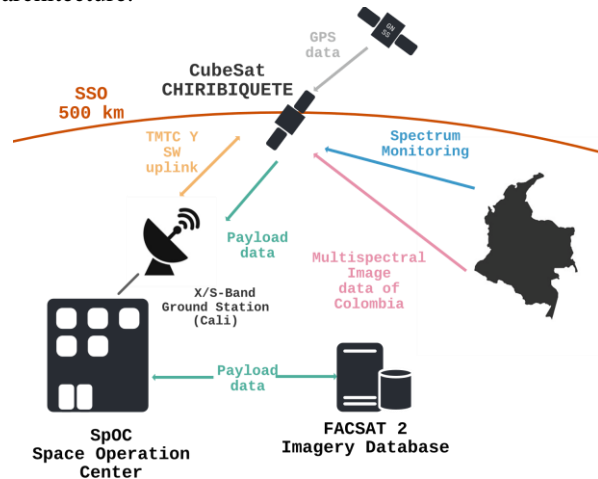 architecture.
GPS
data
GN
SS
CubeSat
CHIRIBIQUETE
SSO
500 km
TMTC Y
SW
uplink
Spectrum
Monitoring
Payload
data
Multispectral
Image
data of
Colombia
X/S-Band
Ground Station
(Cali)
Payload
data
SpOC
Space Operation
Center
FACSAT 2
Imagery Database